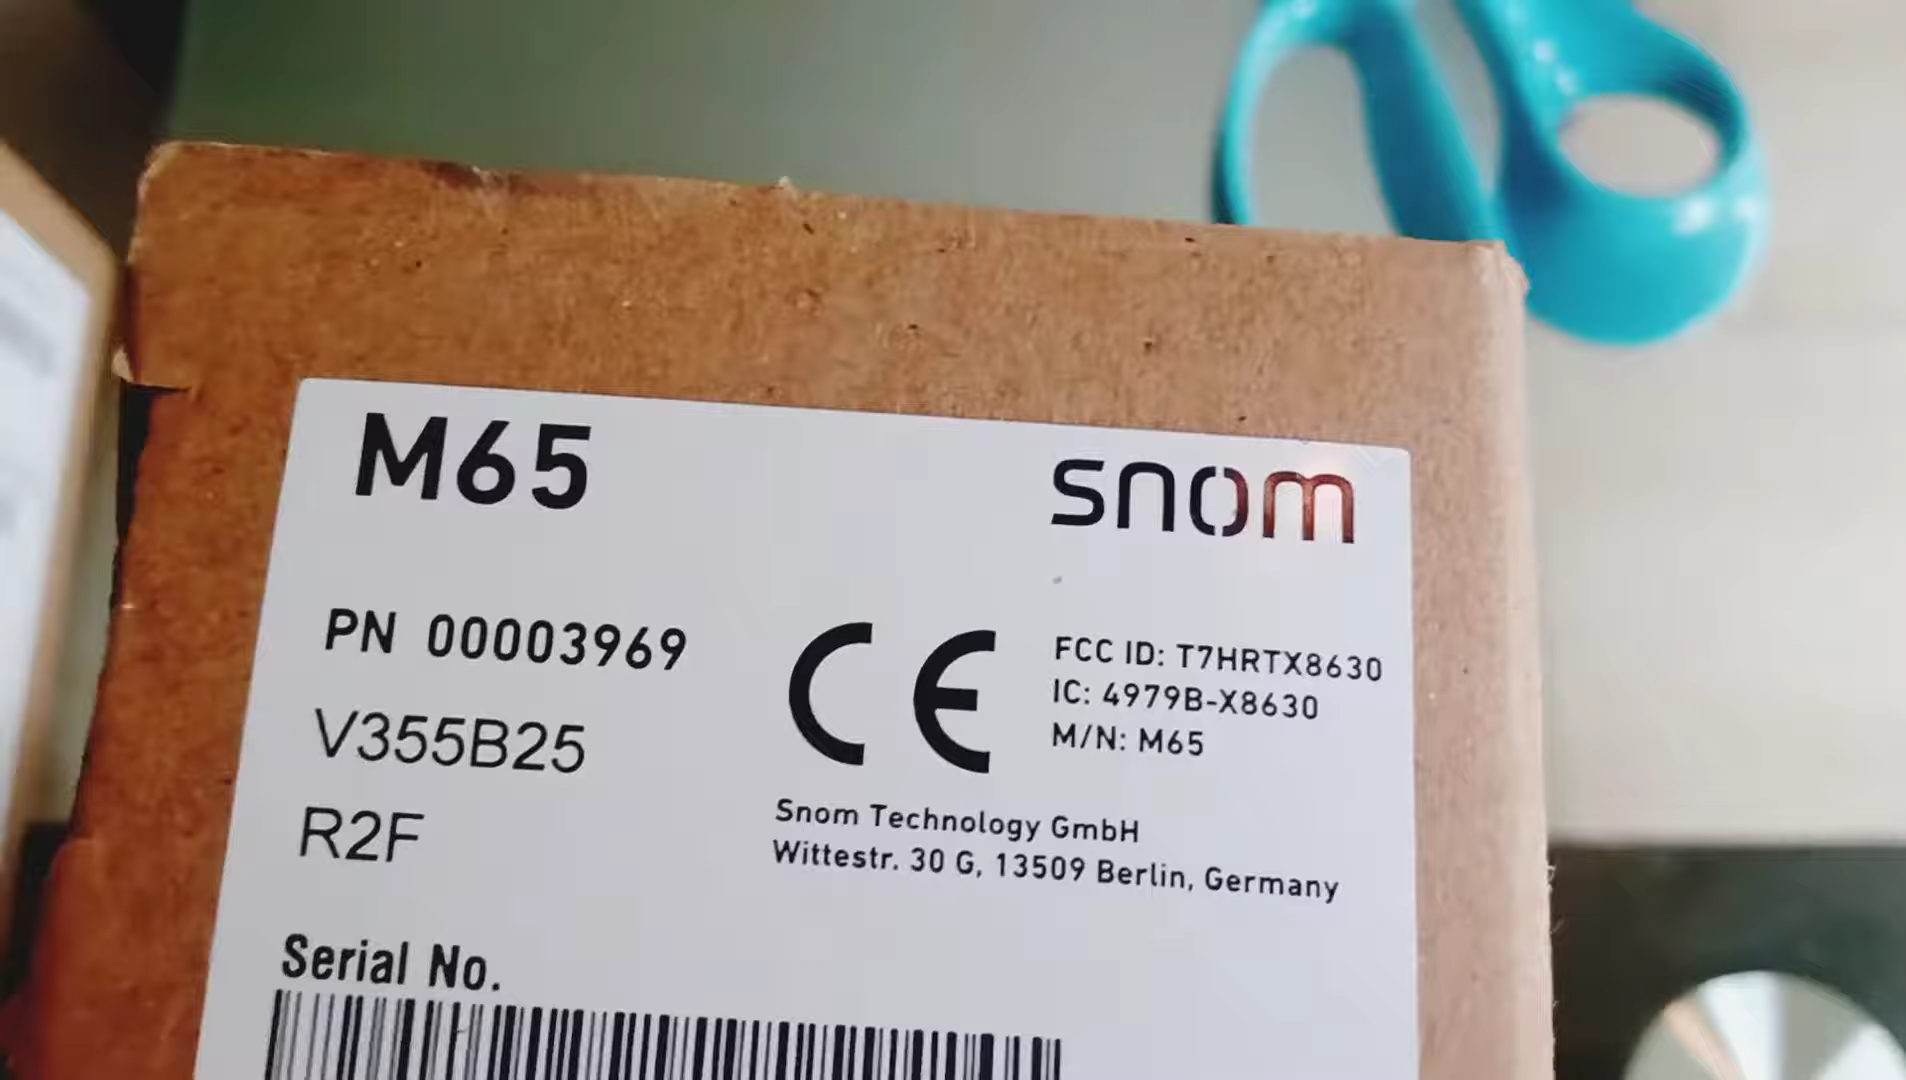 M65
snom
PN 00003969
V355B25
R2F
CE
FCC ID: T7HRTX8630
IC: 4979B-X8630
M/N: M65
Snom Technology GmbH
Wittestr. 30 G, 13509 Berlin, Germany
Serial No.